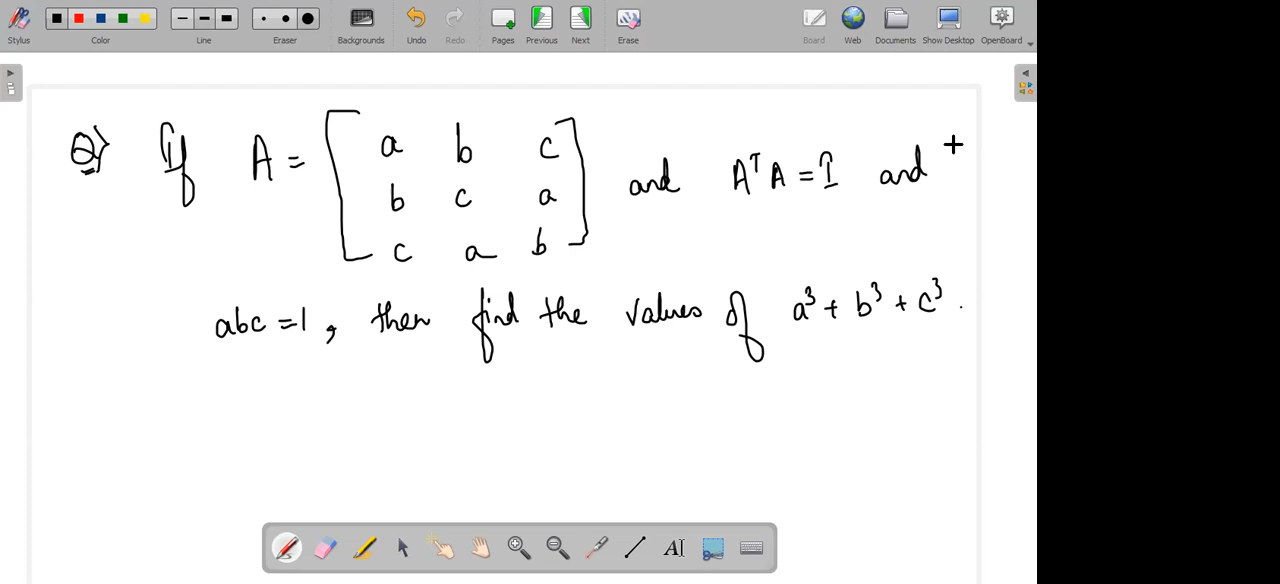 Stylus Color Line Eraser Backgrounds Undo Redo Pages Previous Next Erase Board Web Documents Show Desktop OpenBoard
Q} If A = [ a b c ] and AᵀA = I and
b c a
c a b
abc = 1, then find the values of a³ + b³ + c³.